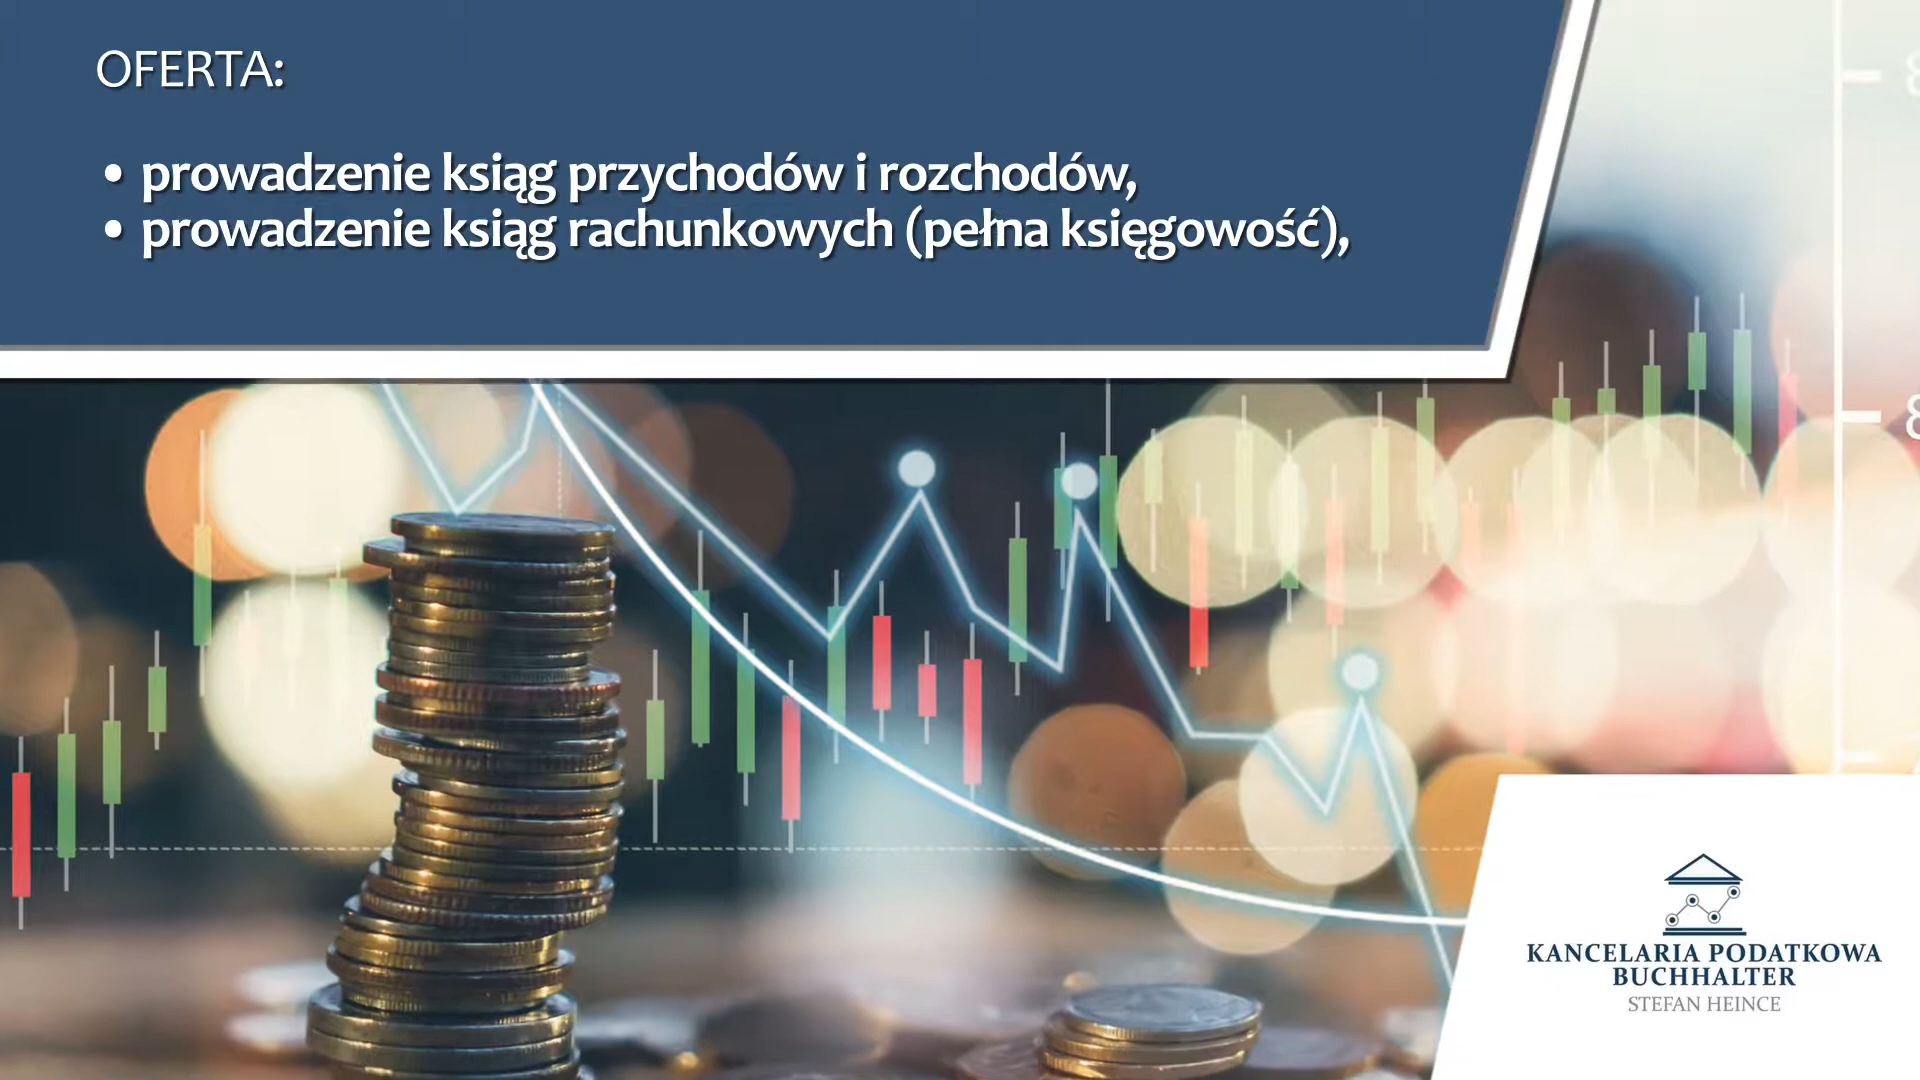 OFERTA:
• prowadzenie ksiąg przychodów i rozchodów,
• prowadzenie ksiąg rachunkowych (pełna księgowość),
KANCELARIA PODATKOWA
BUCHHALTER
STEFAN HEINCE